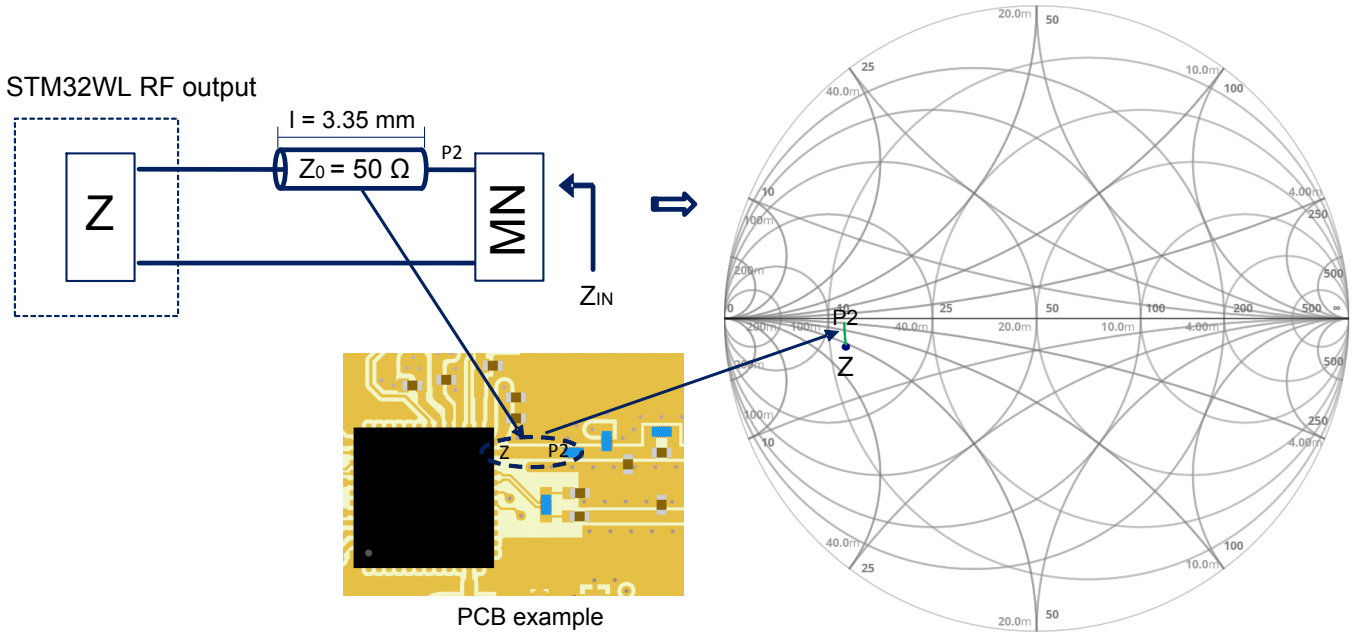 STM32WL RF output
l = 3.35 mm
Z0 = 50 Ω
P2
Z
MN
ZIN
Z
P2
PCB example
20.0m
50
25
10.0m
40.0m
100
10
4.00m
100m
250
200m
500
0
10
25
50
100
200
500
∞
P2
200m
100m
40.0m
20.0m
10.0m
4.00m
Z
200m
500
100m
250
10
4.00m
40.0m
100
25
10.0m
20.0m
50